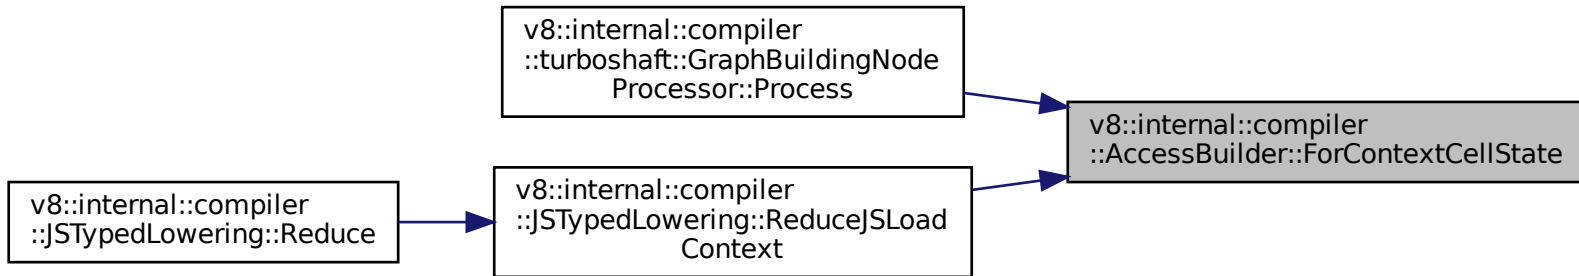 v8::internal::compiler
::turboshaft::GraphBuildingNode
Processor::Process
v8::internal::compiler
::AccessBuilder::ForContextCellState
v8::internal::compiler
::JSTypedLowering::ReduceJSLoad
Context
v8::internal::compiler
::JSTypedLowering::Reduce